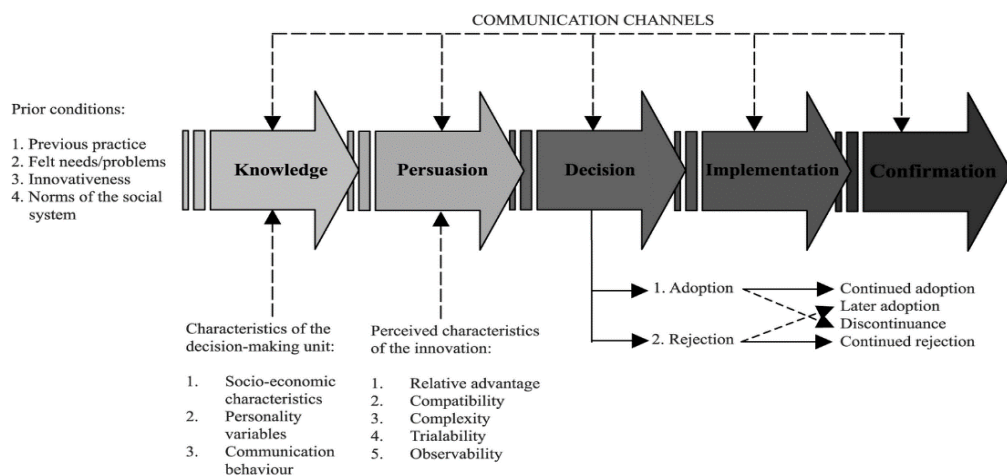 COMMUNICATION CHANNELS
Prior conditions:
1. Previous practice
2. Felt needs/problems
3. Innovativeness
4. Norms of the social
system
Knowledge
Persuasion
Decision
Implementation
Confirmation
1. Adoption
2. Rejection
Continued adoption
Later adoption
Discontinuance
Continued rejection
Characteristics of the
decision-making unit:
1. Socio-economic
characteristics
2. Personality
variables
3. Communication
behaviour
Perceived characteristics
of the innovation:
1. Relative advantage
2. Compatibility
3. Complexity
4. Trialability
5. Observability